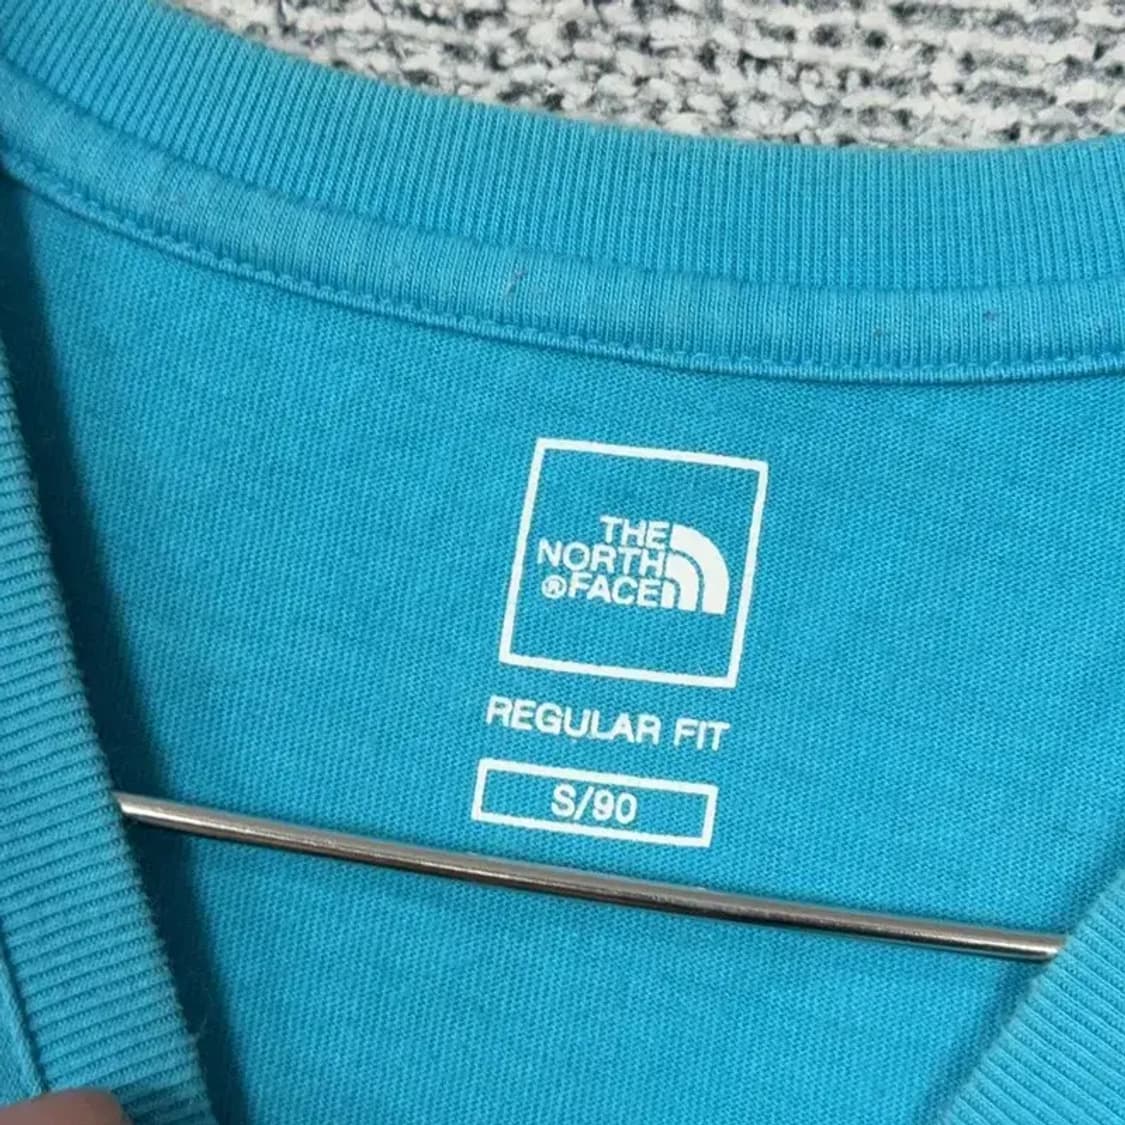 THE
NORTH
®FACE
REGULAR FIT
S/90